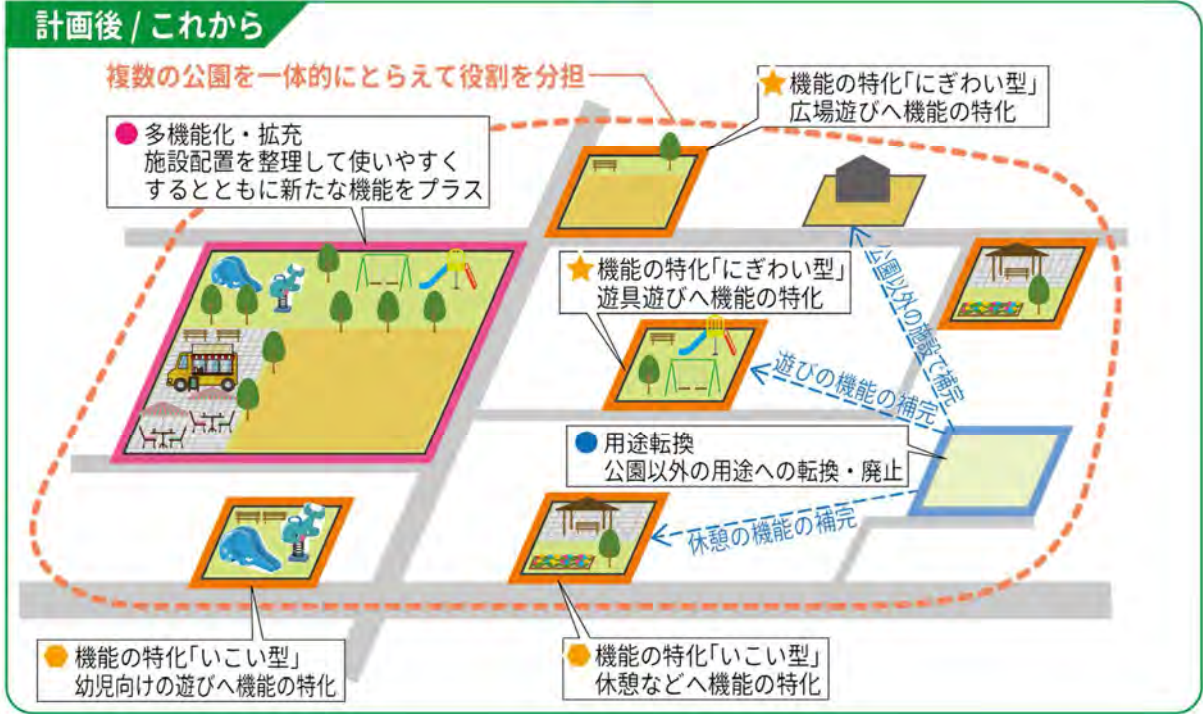 計画後 / これから
複数の公園を一体的にとらえて役割を分担
機能の特化「にぎわい型」
広場遊びへ機能の特化
多機能化・拡充
施設配置を整理して使いやすく
するとともに新たな機能をプラス
機能の特化「にぎわい型」
遊具遊びへ機能の特化
公園以外の施設で補完
遊びの機能の補完
用途転換
公園以外の用途への転換・廃止
休憩の機能の補完
機能の特化「いこい型」
幼児向けの遊びへ機能の特化
機能の特化「いこい型」
休憩などへ機能の特化